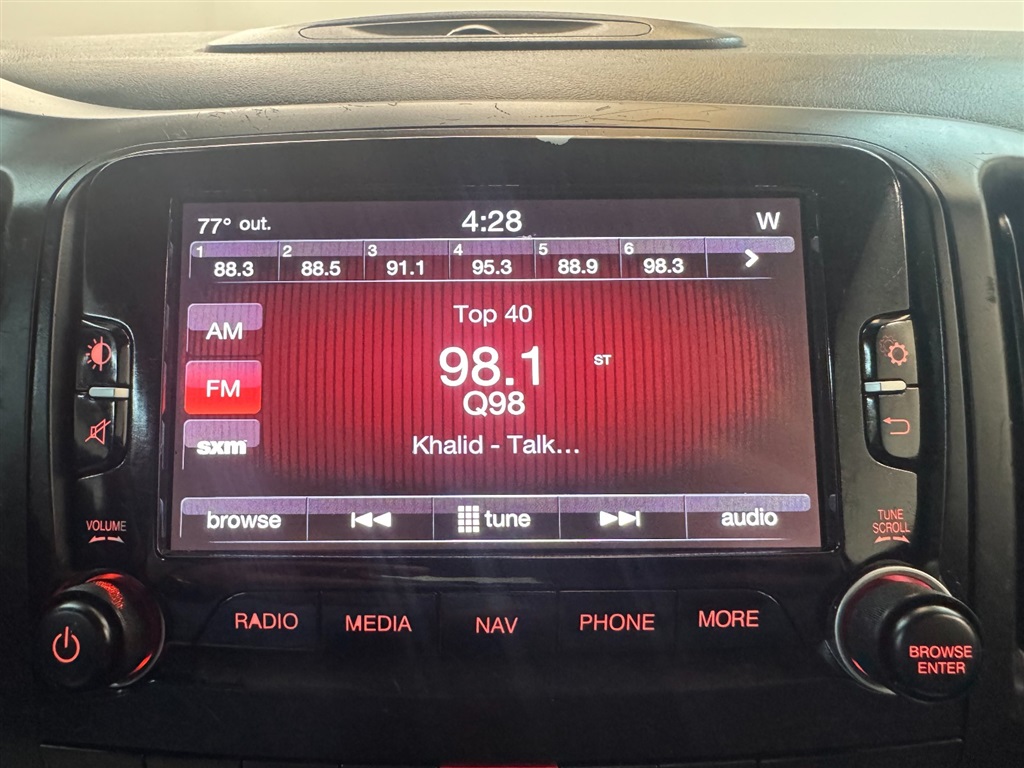 77° out. 4:28 W
1 2 3 4 5 6
88.3 88.5 91.1 95.3 88.9 98.3
Top 40
AM
98.1 ST
FM
Q98
sxm
Khalid - Talk...
browse tune audio
VOLUME
TUNE
SCROLL
RADIO MEDIA NAV PHONE MORE
BROWSE
ENTER